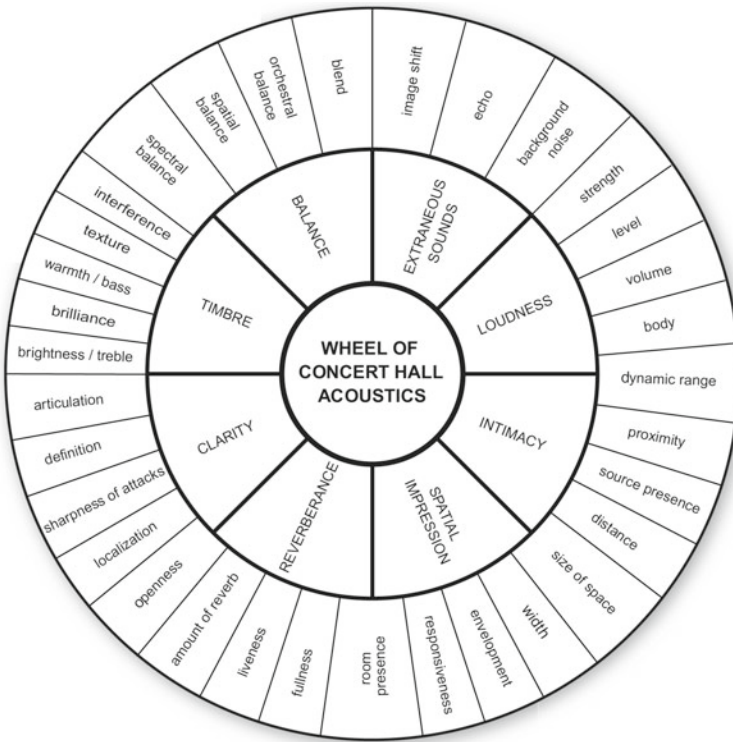 WHEEL OF
CONCERT HALL
ACOUSTICS
EXTRANEOUS
SOUNDS
LOUDNESS
INTIMACY
SPATIAL
IMPRESSION
REVERBERANCE
CLARITY
TIMBRE
BALANCE
image shift
echo
background
noise
strength
level
volume
body
dynamic range
proximity
source presence
distance
size of space
width
envelopment
responsiveness
room
presence
fullness
liveness
amount of reverb
openness
localization
sharpness of attacks
definition
articulation
brightness / treble
brilliance
warmth / bass
texture
interference
spectral
balance
spatial
balance
orchestral
balance
blend